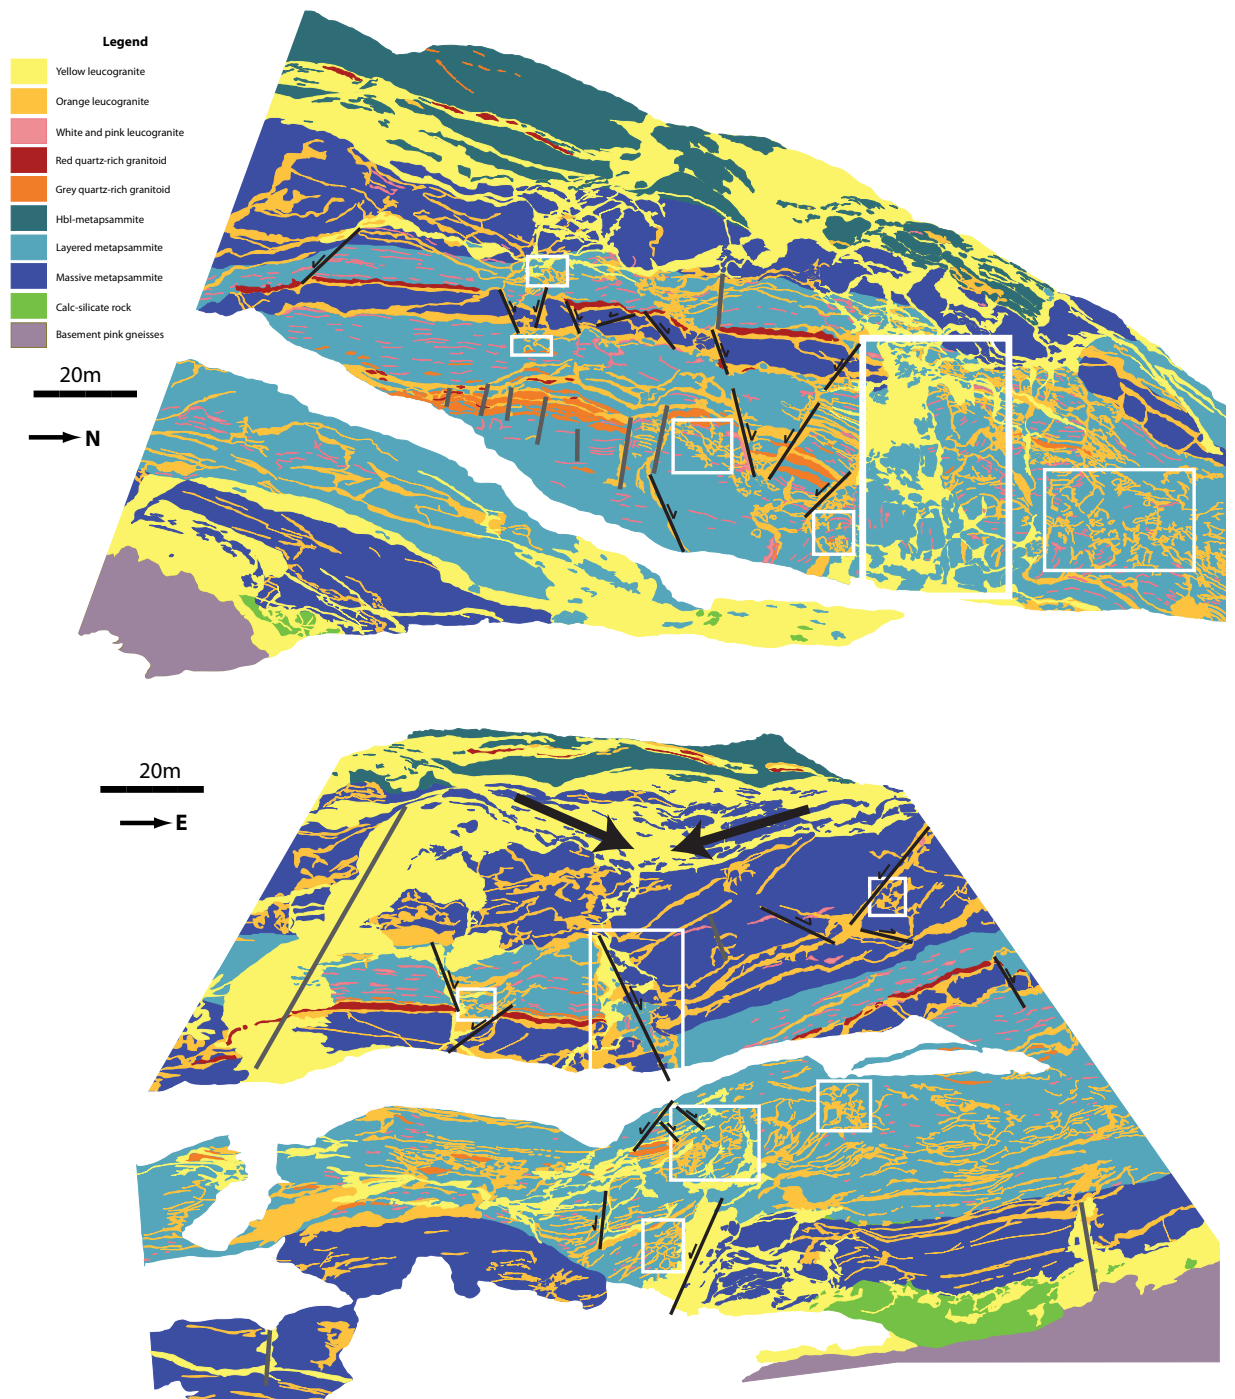 Legend
Yellow leucogranite
Orange leucogranite
White and pink leucogranite
Red quartz-rich granitoid
Grey quartz-rich granitoid
Hbl-metapsammite
Layered metapsammite
Massive metapsammite
Calc-silicate rock
Basement pink gneisses
20m
N
20m
E